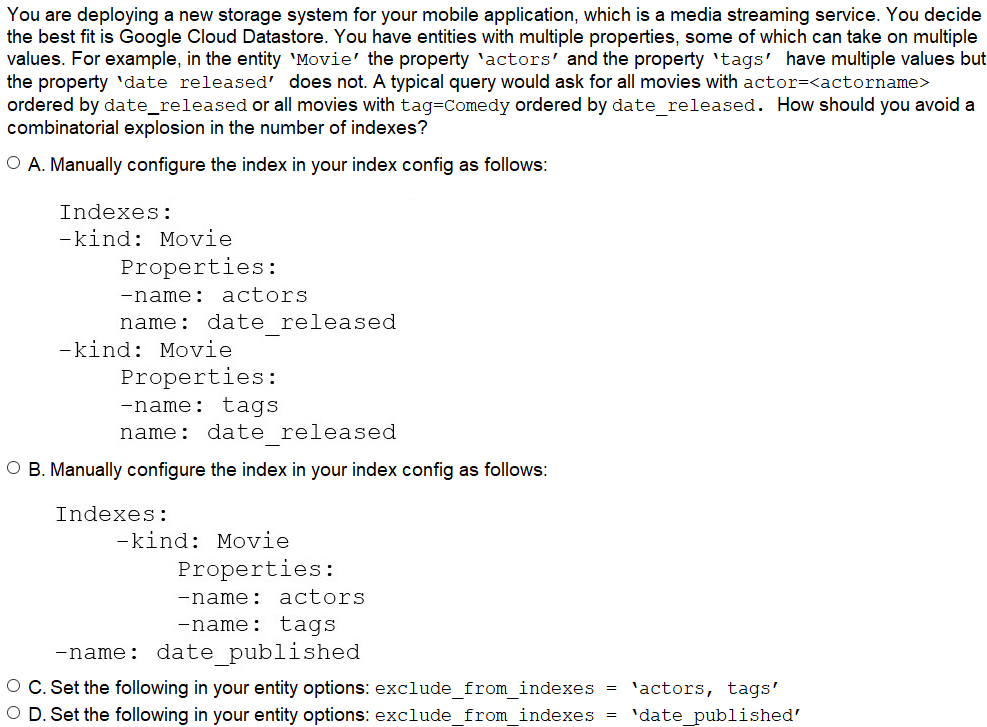 You are deploying a new storage system for your mobile application, which is a media streaming service. You decide
the best fit is Google Cloud Datastore. You have entities with multiple properties, some of which can take on multiple
values. For example, in the entity ‘Movie’ the property ‘actors’ and the property ‘tags’ have multiple values but
the property ‘date released’ does not. A typical query would ask for all movies with actor=<actorname>
ordered by date_released or all movies with tag=Comedy ordered by date_released. How should you avoid a
combinatorial explosion in the number of indexes?
A. Manually configure the index in your index config as follows:
Indexes:
-kind: Movie
Properties:
-name: actors
name: date_released
-kind: Movie
Properties:
-name: tags
name: date_released
B. Manually configure the index in your index config as follows:
Indexes:
-kind: Movie
Properties:
-name: actors
-name: tags
-name: date_published
C. Set the following in your entity options: exclude_from_indexes = ‘actors, tags’
D. Set the following in your entity options: exclude_from_indexes = ‘date_published’